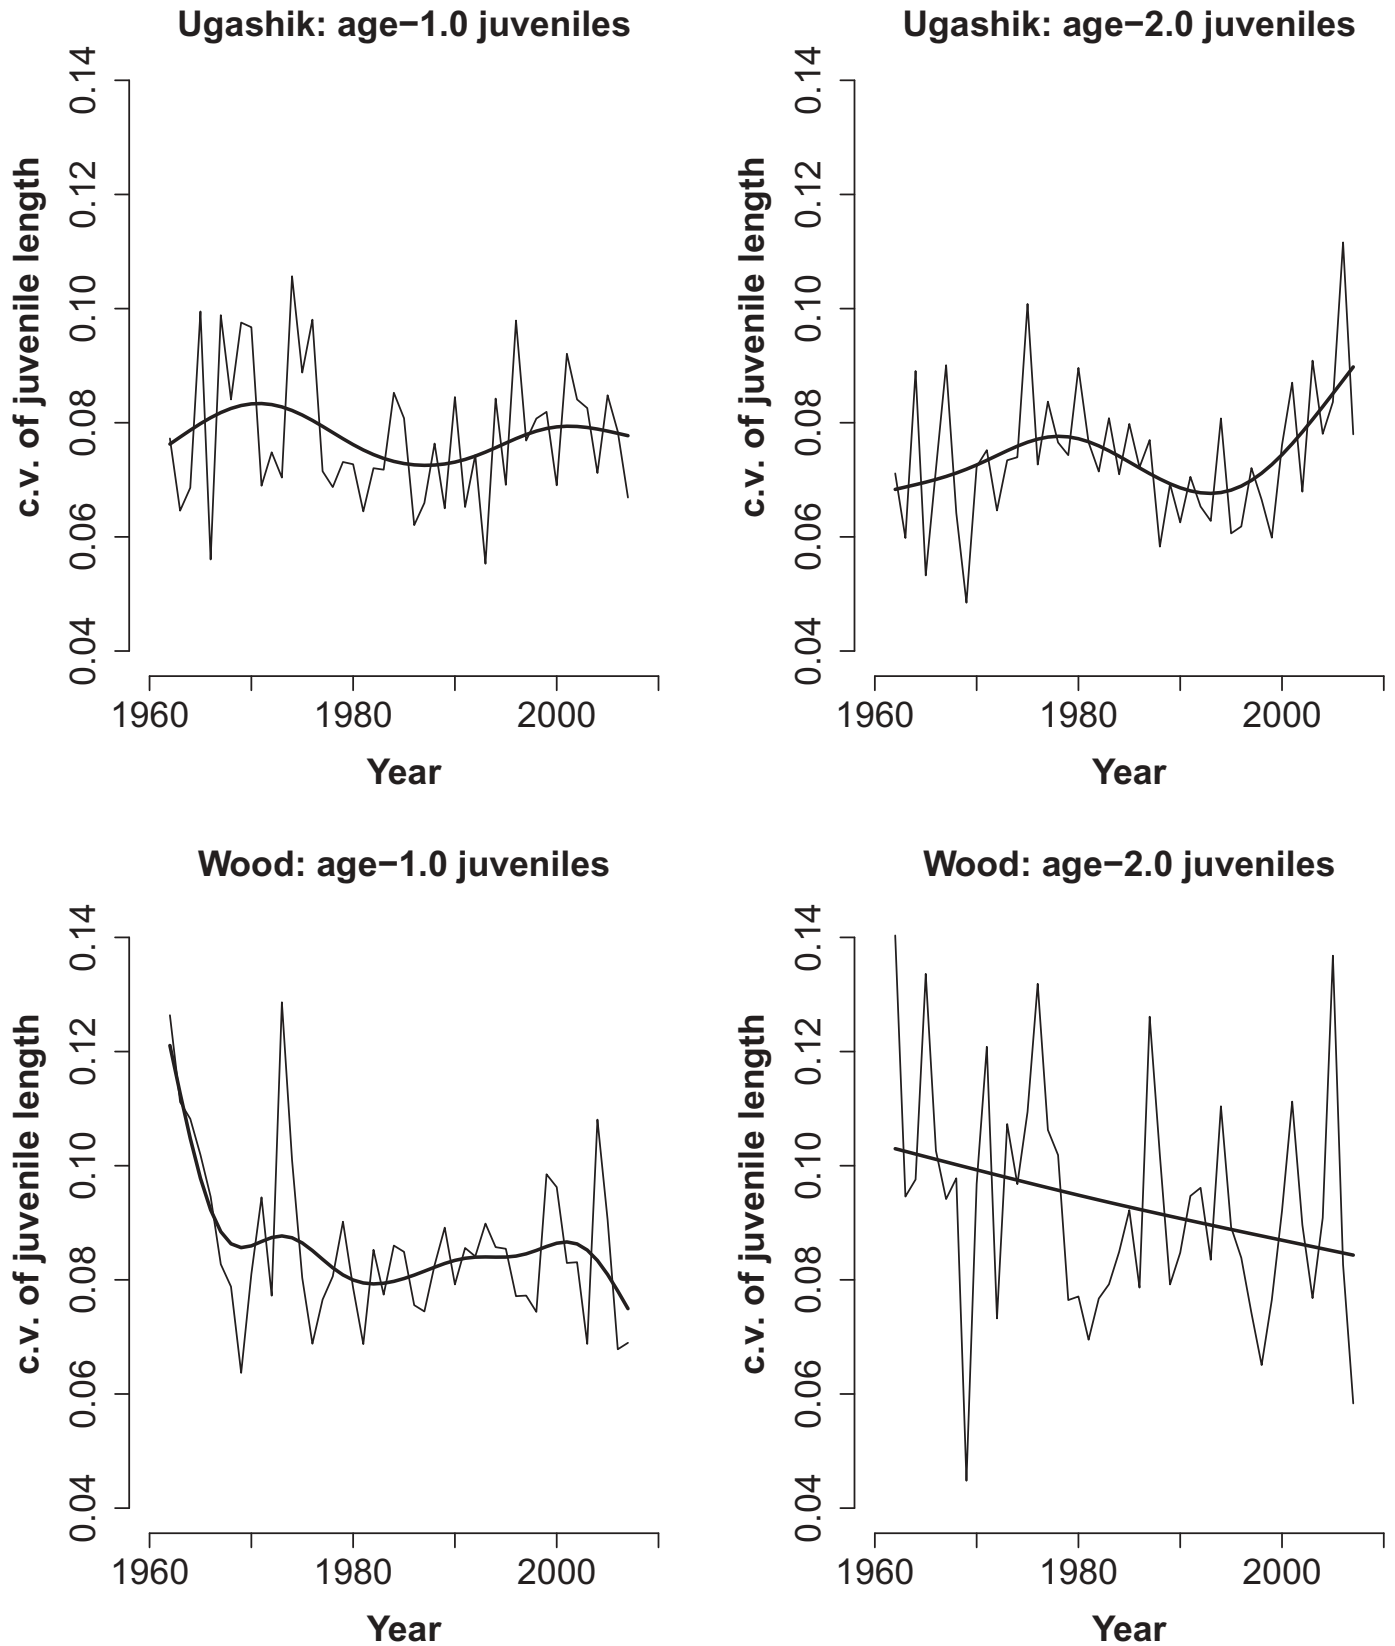 Ugashik: age−1.0 juveniles
c.v. of juvenile length
0.14
0.12
0.10
0.08
0.06
0.04
1960 1980 2000
Year
Ugashik: age−2.0 juveniles
c.v. of juvenile length
0.14
0.12
0.10
0.08
0.06
0.04
1960 1980 2000
Year
Wood: age−1.0 juveniles
c.v. of juvenile length
0.14
0.12
0.10
0.08
0.06
0.04
1960 1980 2000
Year
Wood: age−2.0 juveniles
c.v. of juvenile length
0.14
0.12
0.10
0.08
0.06
0.04
1960 1980 2000
Year